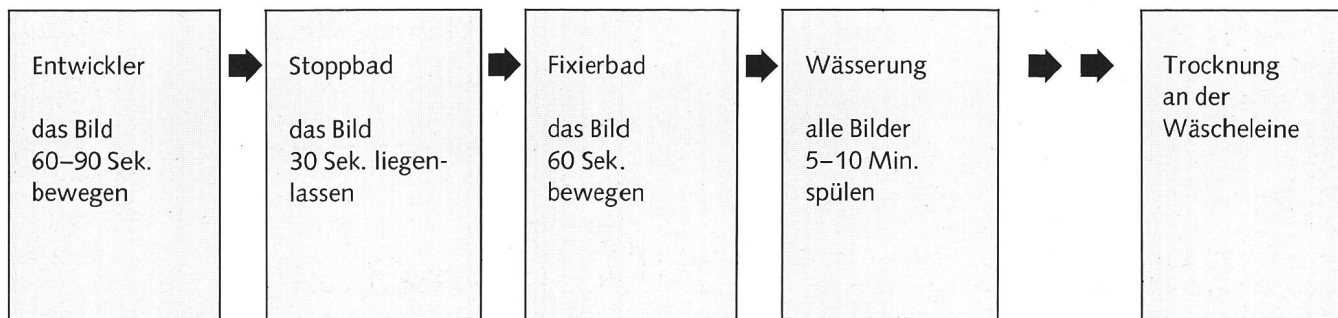 Entwickler
das Bild
60–90 Sek.
bewegen
Stoppbad
das Bild
30 Sek. liegen-
lassen
Fixierbad
das Bild
60 Sek.
bewegen
Wässerung
alle Bilder
5–10 Min.
spülen
Trocknung
an der
Wäscheleine